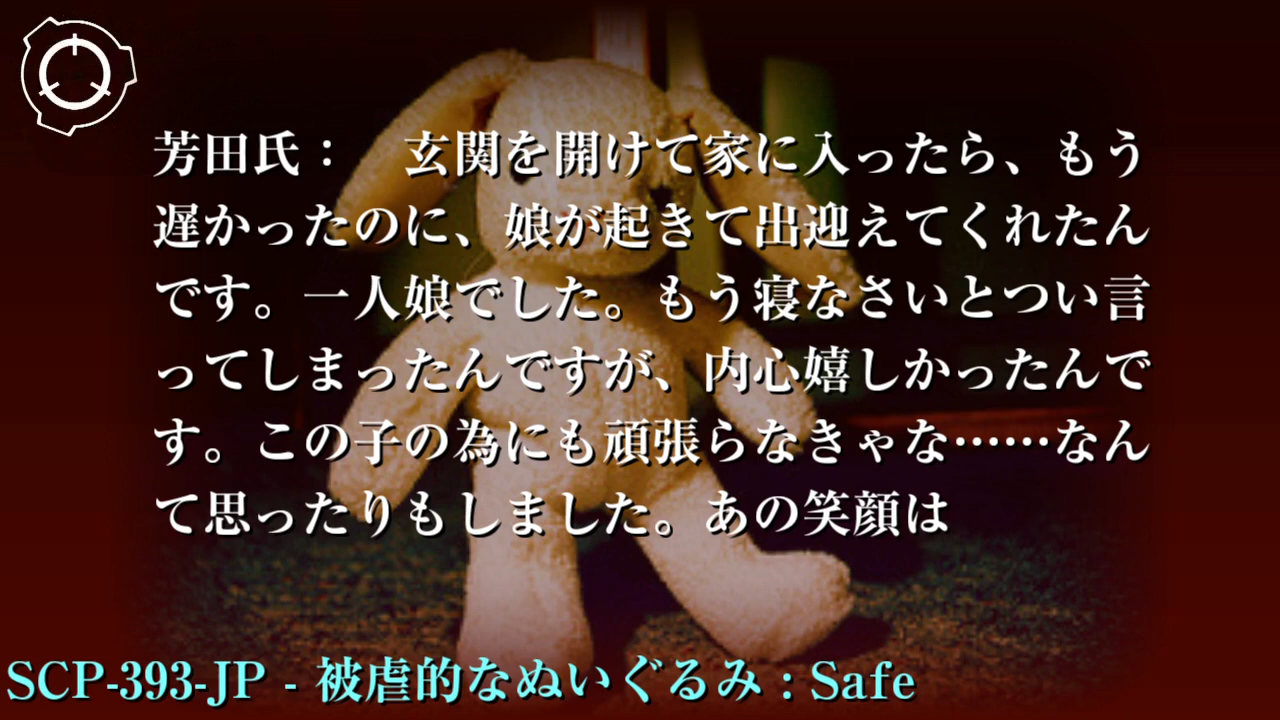 芳田氏：　玄関を開けて家に入ったら、もう
遅かったのに、娘が起きて出迎えてくれたん
です。一人娘でした。もう寝なさいとつい言
ってしまったんですが、内心嬉しかったんで
す。この子の為にも頑張らなきゃな……なん
て思ったりもしました。あの笑顔は
SCP-393-JP - 被虐的なぬいぐるみ : Safe